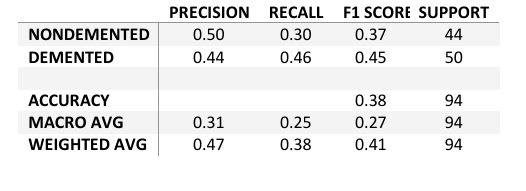 PRECISION RECALL F1 SCORE SUPPORT
NONDEMENTED 0.50 0.30 0.37 44
DEMENTED 0.44 0.46 0.45 50
ACCURACY 0.38 94
MACRO AVG 0.31 0.25 0.27 94
WEIGHTED AVG 0.47 0.38 0.41 94